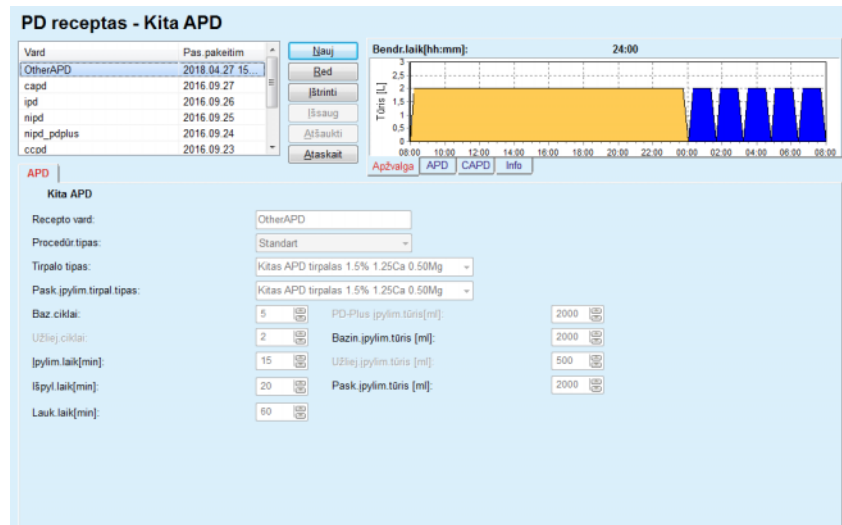 PD receptas - Kita APD
Vard Pas.pakeitim
OtherAPD 2018.04.27 15...
capd 2016.09.27
ipd 2016.09.26
nipd 2016.09.25
nipd_pdplus 2016.09.24
ccpd 2016.09.23
Nauj
Red
Ištrinti
Išsaug
Atšaukti
Ataskait
Bendr.laik[hh:mm]: 24:00
Tūris [L]
3
2,5
2
1,5
1
0,5
0
08:00 10:00 12:00 14:00 16:00 18:00 20:00 22:00 00:00 02:00 04:00 06:00 08:00
Apžvalga APD CAPD Info
APD
Kita APD
Recepto vard: OtherAPD
Procedūr.tipas: Standart
Tirpalo tipas: Kitas APD tirpalas 1.5% 1.25Ca 0.50Mg
Pask.įpylim.tirpal.tipas: Kitas APD tirpalas 1.5% 1.25Ca 0.50Mg
Baz.ciklai: 5 PD-Plus įpylim.tūris[ml]: 2000
Užliej.ciklai: 2 Bazin.įpylim.tūris [ml]: 2000
Įpylim.laik[min]: 15 Užliej.įpylim.tūris [ml]: 500
Išpyl.laik[min]: 20 Pask.įpylim.tūris [ml]: 2000
Lauk.laik[min]: 60